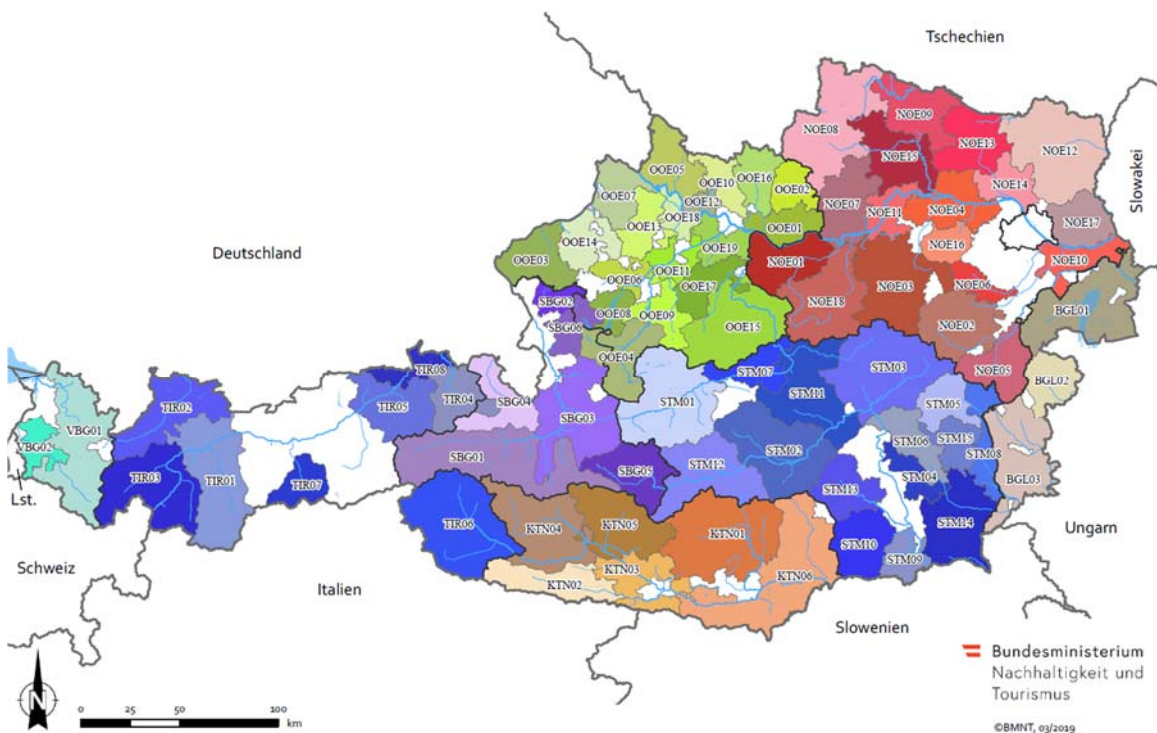 Tschechien
NOE09
NOE08
NOE13
NOE15
NOE12
NOE14
Slowakei
OOE05
OOE10
OOE16
OOE02
OOE07
OOE12
OOE18
NOE07
NOE11
NOE04
NOE17
OOE13
OOE01
OOE14
OOE19
NOE16
Deutschland
OOE03
NOE01
NOE10
OOE06
OOE11
OOE17
NOE03
NOE06
SBG02
NOE18
BGL01
OOE08
OOE09
OOE15
NOE02
SBG06
OOE04
TIR08
STM07
STM03
NOE05
BGL02
TIR02
TIR05
TIR04
SBG04
STM01
STM11
STM05
VBG01
SBG03
VBG02
STM06
STM15
SBG01
STM02
STM08
TIR03
TIR01
TIR07
SBG05
STM12
STM04
BGL03
Lst.
STM13
TIR06
KTN04
KTN05
KTN01
STM14
Ungarn
STM10
STM09
Schweiz
Italien
KTN02
KTN03
KTN06
Slowenien
Bundesministerium
Nachhaltigkeit und
Tourismus
N
0 25 50 100
km
©BMNT, 03/2019